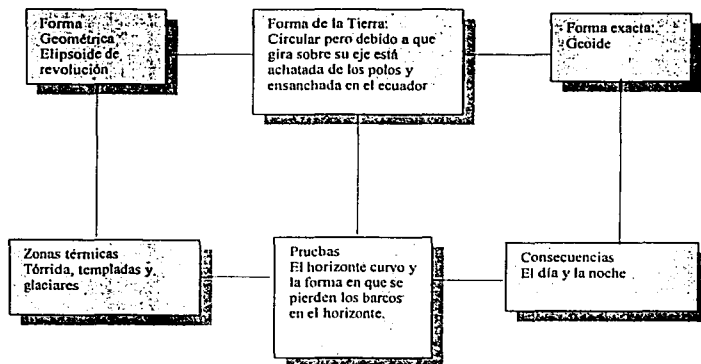 Forma
Geométrica
Elipsoide de
revolución
Forma de la Tierra:
Circular pero debido a que
gira sobre su eje está
achatada de los polos y
ensanchada en el ecuador
Forma exacta:
Geoide
Zonas térmicas
Tórrida, templadas y
glaciares
Pruebas
El horizonte curvo y
la forma en que se
pierden los barcos
en el horizonte.
Consecuencias
El día y la noche